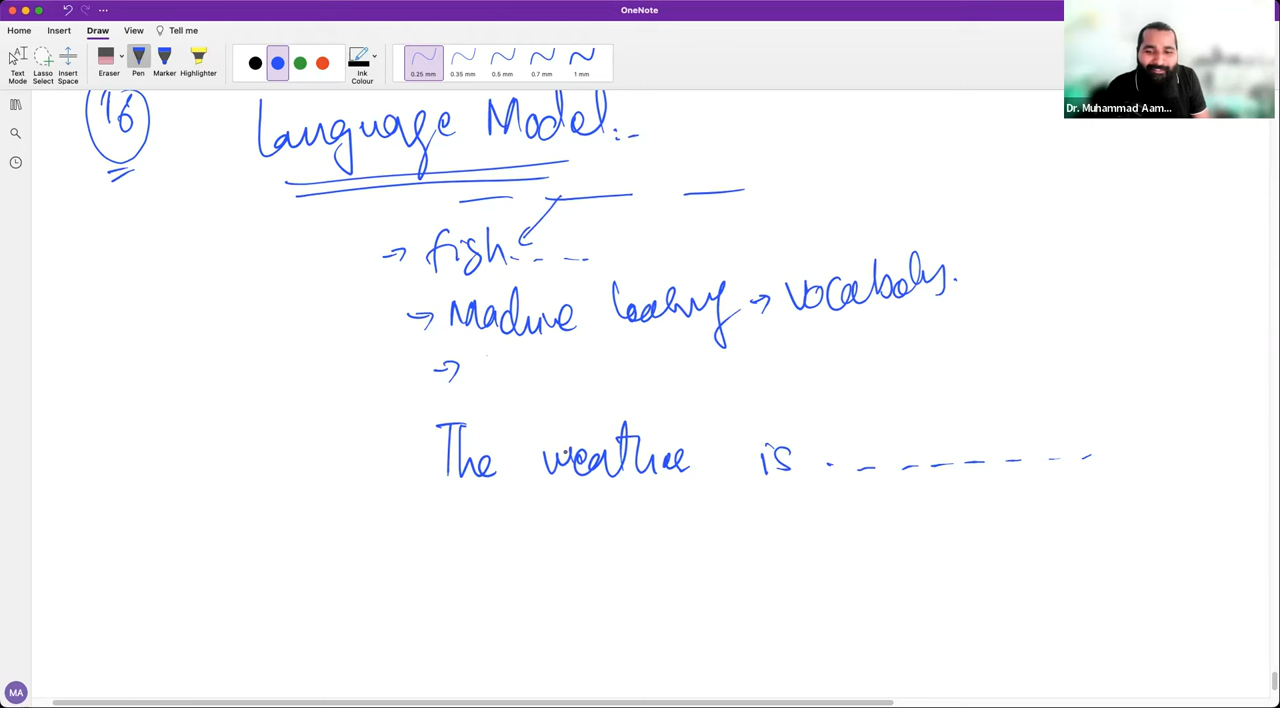 OneNote
Home Insert Draw View Tell me
Text Mode Lasso Select Insert Space Eraser Pen Marker Highlighter Ink Colour 0.25 mm 0.35 mm 0.5 mm 0.7 mm 1 mm
Dr. Muhammad Aam...
16 Language Model:-
→ fish- - -
→ Machine learning → vocabulary.
→
The weather is - - - - - - - -
MA